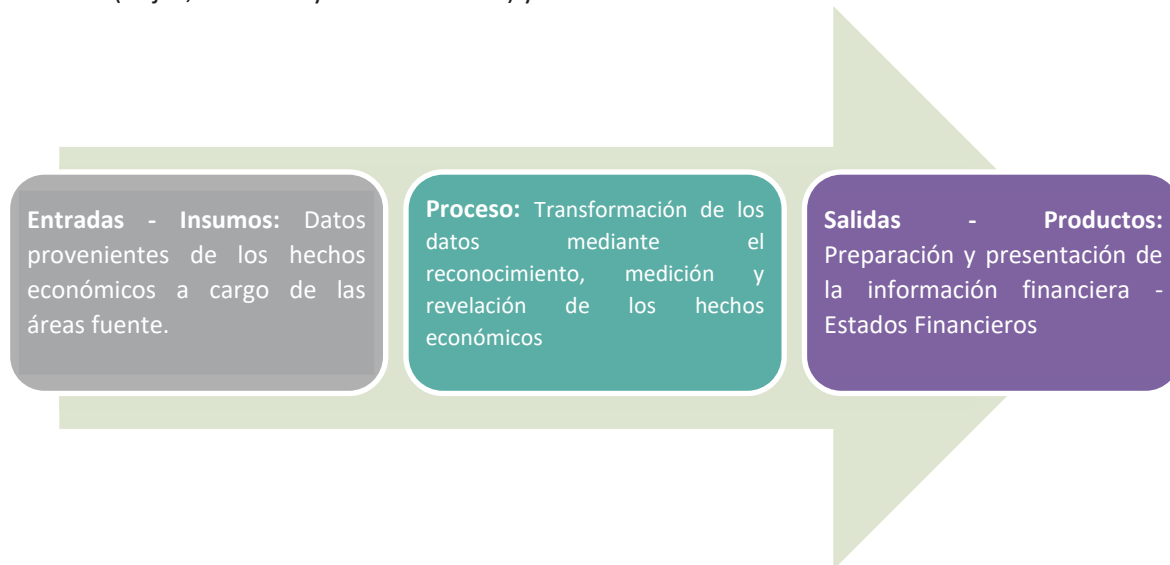 Entradas - Insumos: Datos
provenientes de los hechos
económicos a cargo de las
áreas fuente.
Proceso: Transformación de los
datos mediante el
reconocimiento, medición y
revelación de los hechos
económicos
Salidas - Productos:
Preparación y presentación de
la información financiera -
Estados Financieros